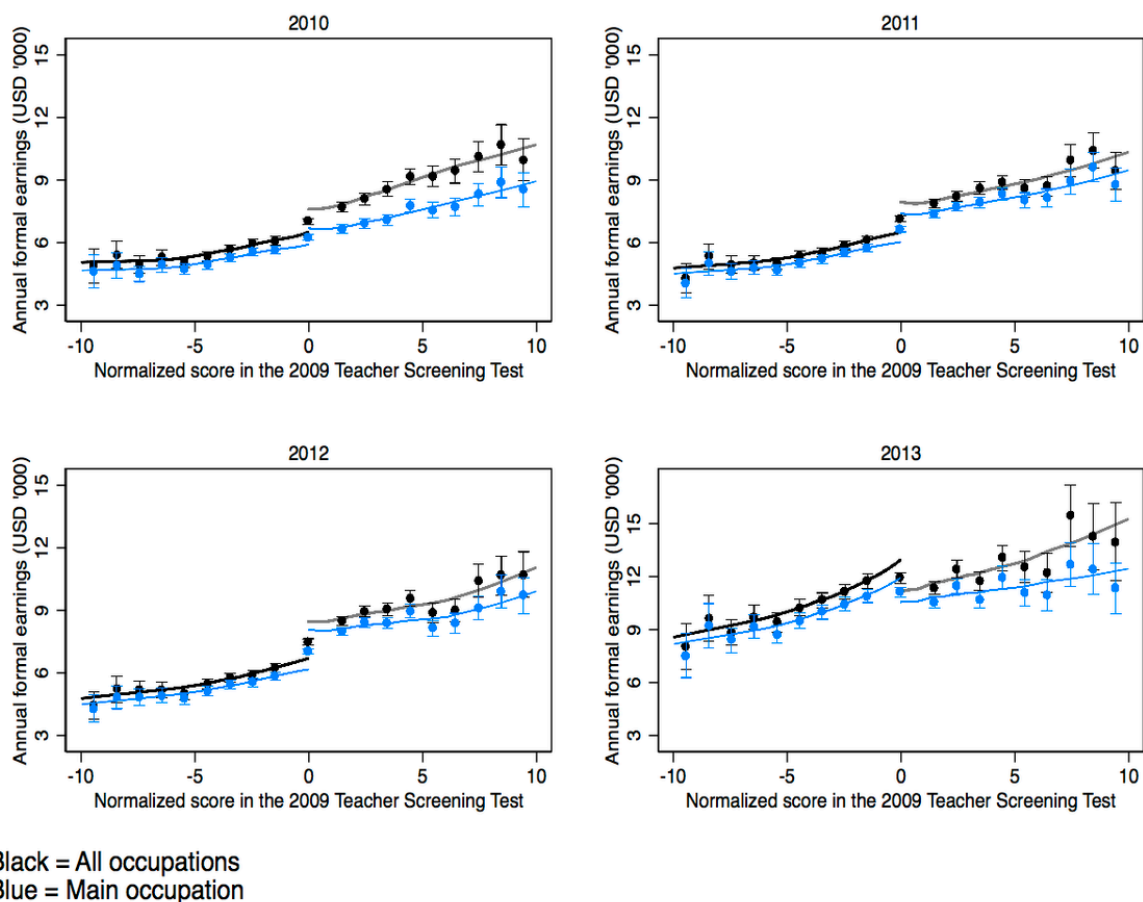 2010
Annual formal earnings (USD '000)
15
12
9
6
3
-10 -5 0 5 10
Normalized score in the 2009 Teacher Screening Test
2011
Annual formal earnings (USD '000)
15
12
9
6
3
-10 -5 0 5 10
Normalized score in the 2009 Teacher Screening Test
2012
Annual formal earnings (USD '000)
15
12
9
6
3
-10 -5 0 5 10
Normalized score in the 2009 Teacher Screening Test
2013
Annual formal earnings (USD '000)
15
12
9
6
3
-10 -5 0 5 10
Normalized score in the 2009 Teacher Screening Test
Black = All occupations
Blue = Main occupation